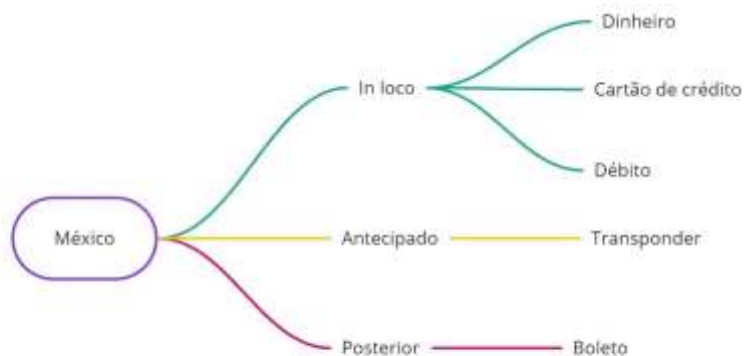 México
In loco
Dinheiro
Cartão de crédito
Débito
Antecipado
Transponder
Posterior
Boleto